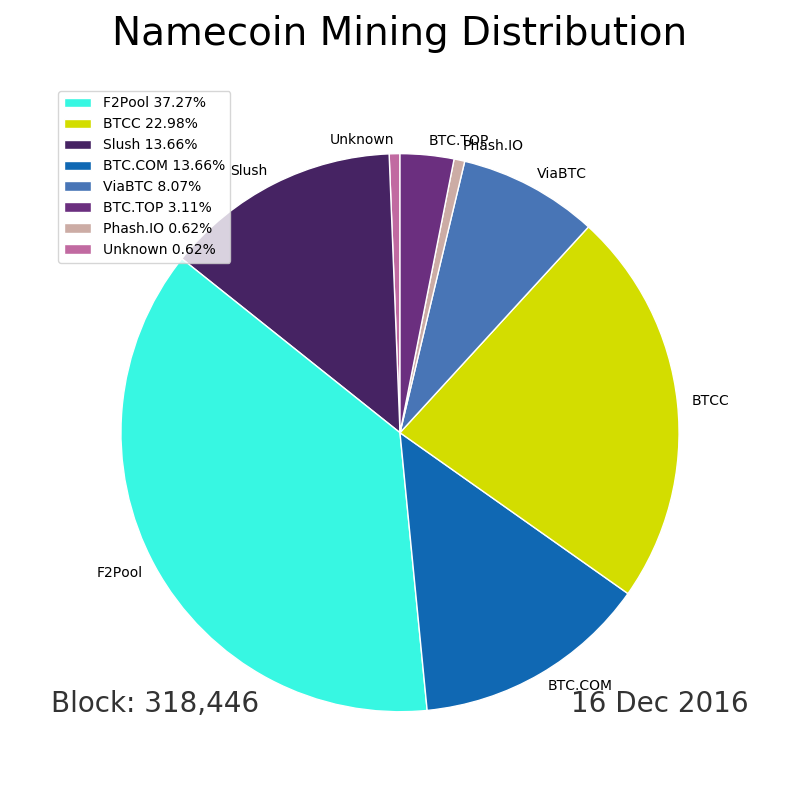 Namecoin Mining Distribution
F2Pool 37.27%
BTCC 22.98%
Slush 13.66%
BTC.COM 13.66%
ViaBTC 8.07%
BTC.TOP 3.11%
Phash.IO 0.62%
Unknown 0.62%
Unknown
BTC.TOP
Phash.IO
Slush
ViaBTC
BTCC
F2Pool
BTC.COM
Block: 318,446
16 Dec 2016